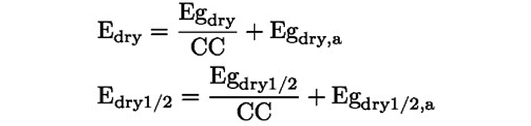 E_dry = Eg_dry / CC + Eg_dry,a
E_dry1/2 = Eg_dry1/2 / CC + Eg_dry1/2,a